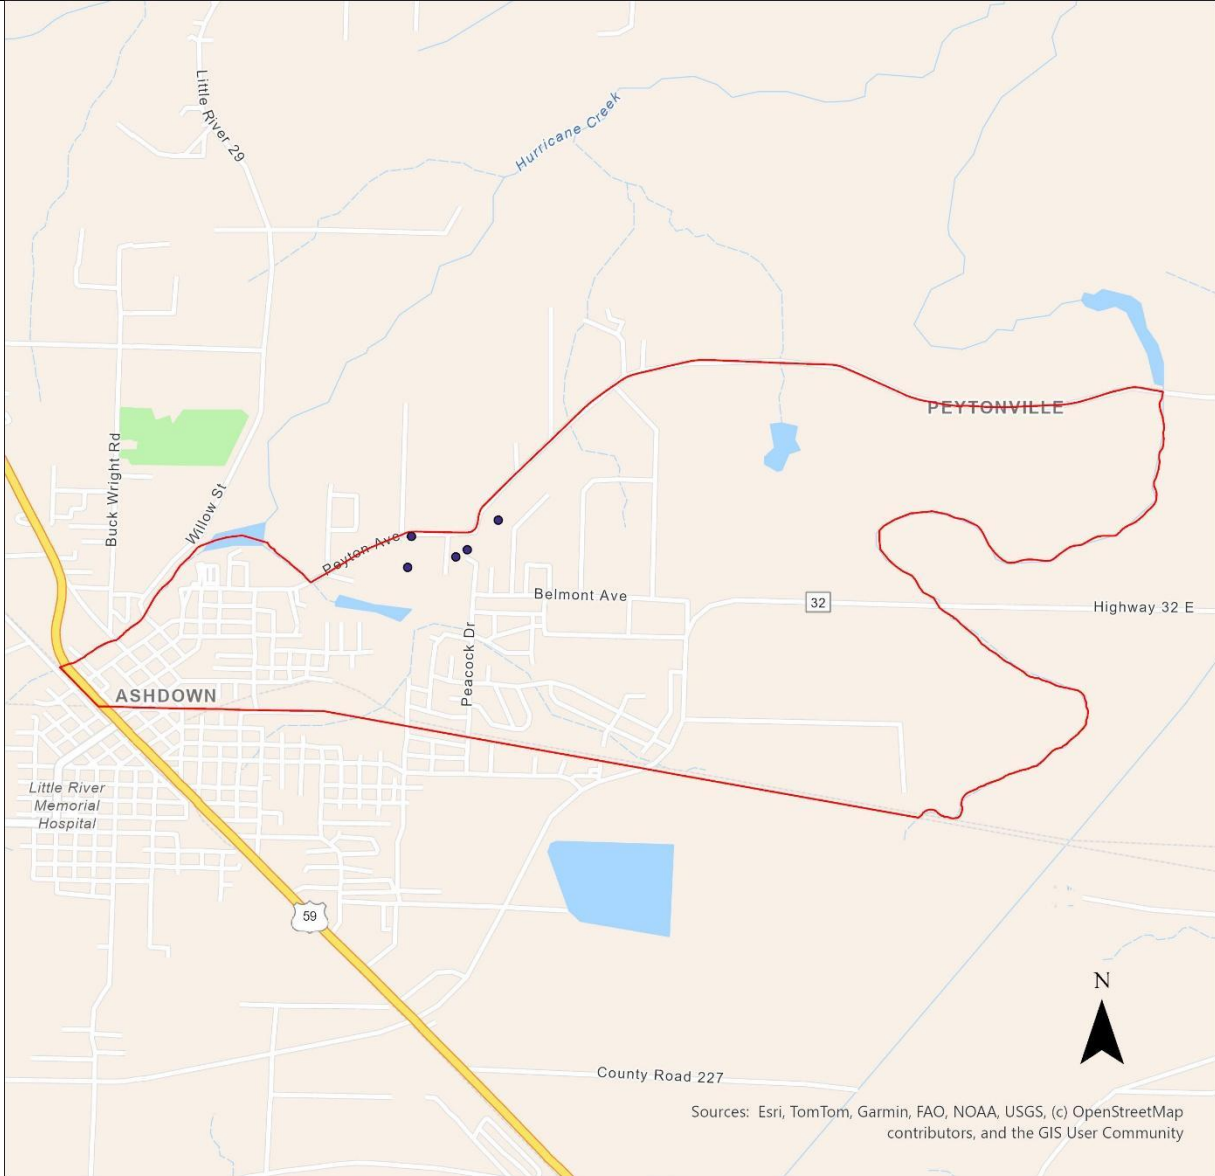 Little River 29
Hurricane Creek
PEYTONVILLE
Buck Wright Rd
Willow St
Peyton Ave
Belmont Ave
32
Highway 32 E
Peacock Dr
ASHDOWN
Little River
Memorial
Hospital
59
N
County Road 227
Sources: Esri, TomTom, Garmin, FAO, NOAA, USGS, (c) OpenStreetMap
contributors, and the GIS User Community